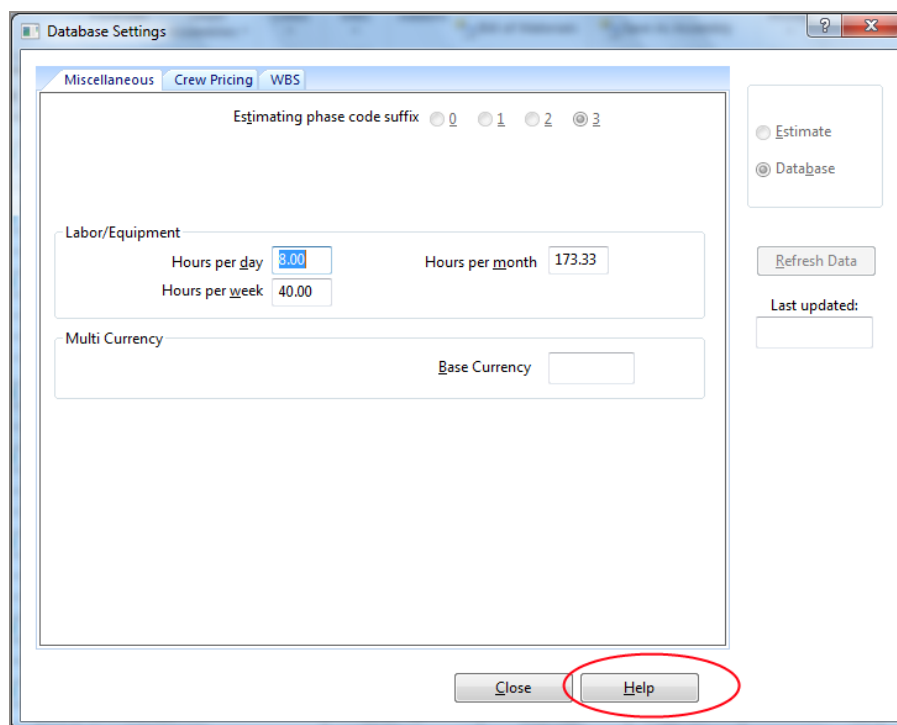 Database Settings
Miscellaneous Crew Pricing WBS
Estimating phase code suffix 0 1 2 3
Estimate
Database
Labor/Equipment
Hours per day 8.00 Hours per month 173.33
Hours per week 40.00
Refresh Data
Last updated:
Multi Currency
Base Currency
Close Help